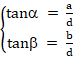 tanα = a/d
tanβ = b/d